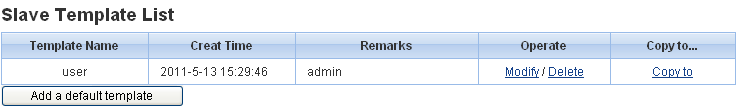 Slave Template List
Template Name Creat Time Remarks Operate Copy to...
user 2011-5-13 15:29:46 admin Modify / Delete Copy to
Add a default template